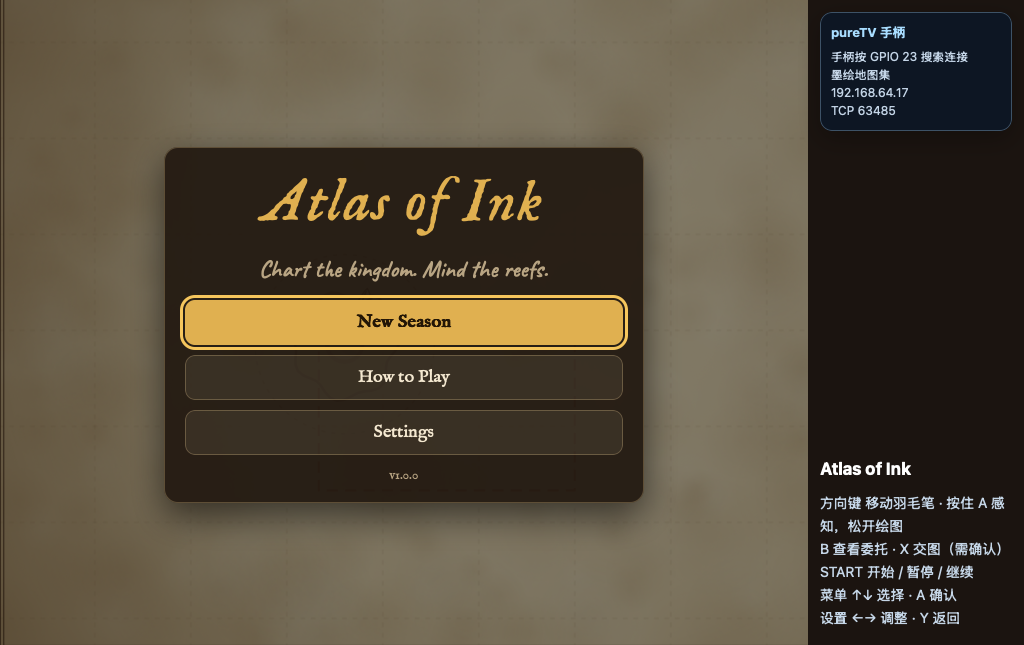 Atlas of Ink
Chart the kingdom. Mind the reefs.
New Season
How to Play
Settings
v1.0.0
pureTV 手柄
手柄按 GPIO 23 搜索连接
墨绘地图集
192.168.64.17
TCP 63485
Atlas of Ink
方向键 移动羽毛笔 · 按住 A 感
知，松开绘图
B 查看委托 · X 交图（需确认）
START 开始 / 暂停 / 继续
菜单 ↑↓ 选择 · A 确认
设置 ←→ 调整 · Y 返回